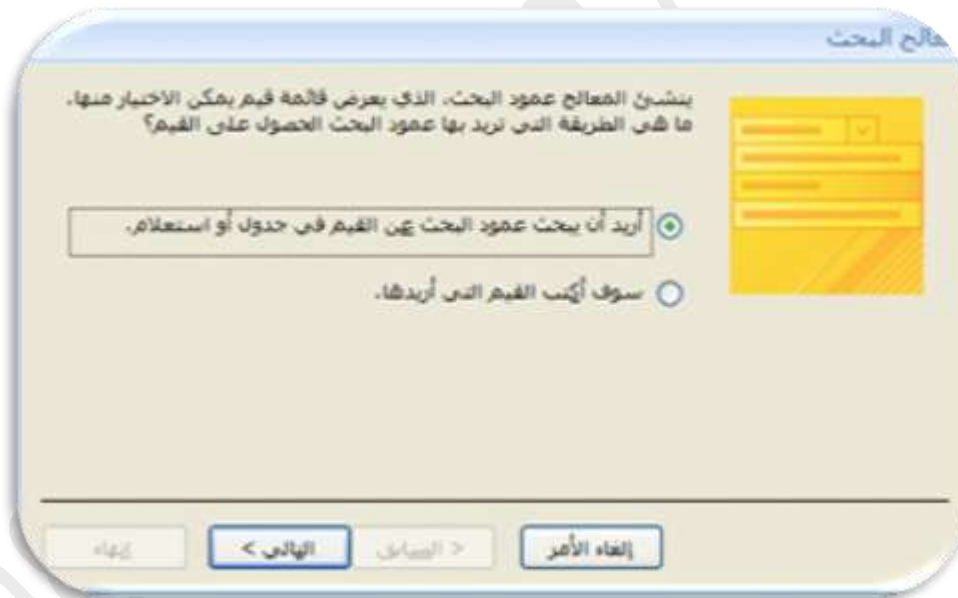 معالج البحث
ينشئ المعالج عمود البحث، الذي يعرض قائمة قيم يمكن الاختيار منها.
ما هي الطريقة التي تريد بها عمود البحث الحصول على القيم؟
أريد أن يبحث عمود البحث عن القيم في جدول أو استعلام.
سوف أكتب القيم التي أريدها.
إلغاء الأمر
< السابق
التالي >
إنهاء